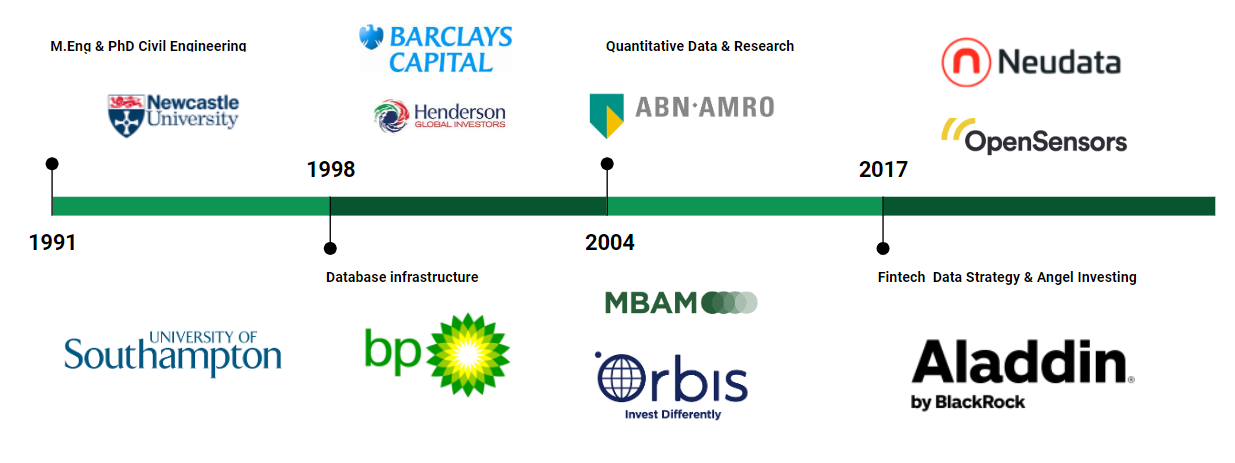 M.Eng & PhD Civil Engineering
Newcastle
University
1991
UNIVERSITY OF
Southampton
BARCLAYS
CAPITAL
Henderson
GLOBAL INVESTORS
1998
Database infrastructure
bp
Quantitative Data & Research
ABN·AMRO
2004
MBAM
Orbis
Invest Differently
n Neudata
OpenSensors
2017
Fintech Data Strategy & Angel Investing
Aladdin®
by BlackRock